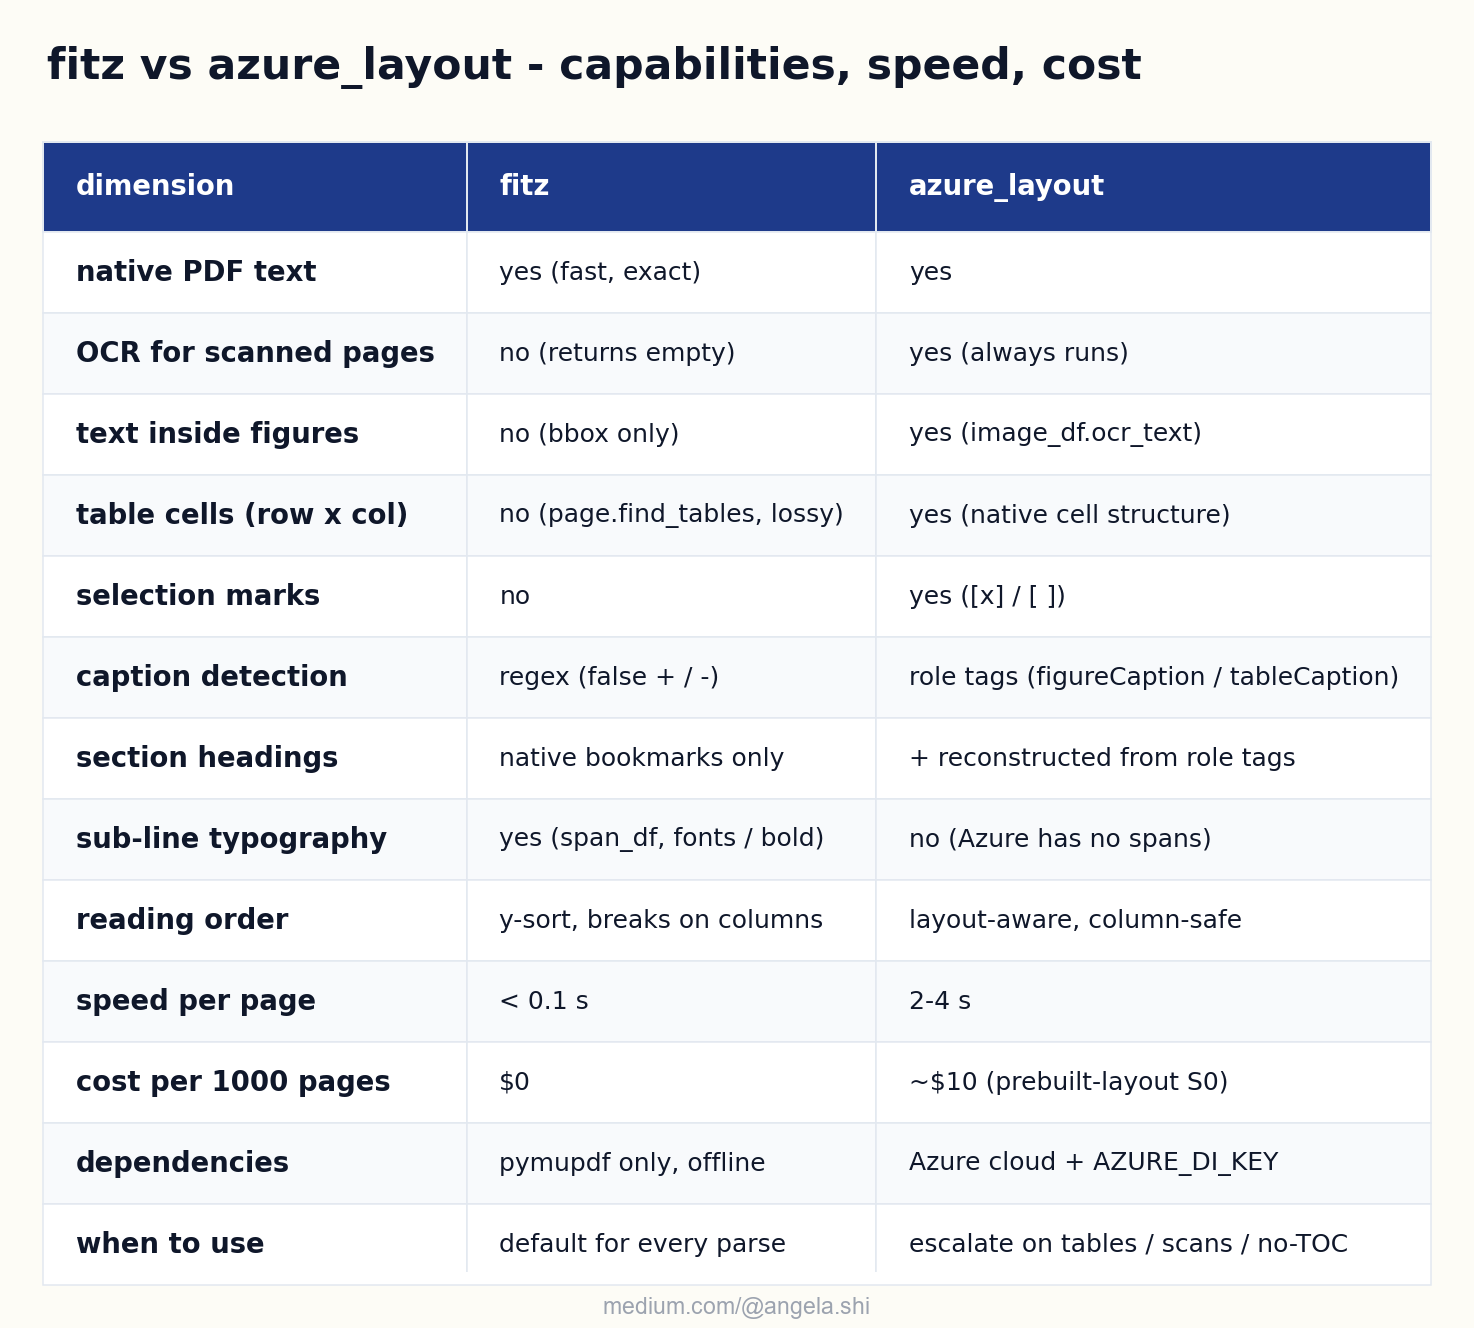 fitz vs azure_layout - capabilities, speed, cost
dimension fitz azure_layout
native PDF text yes (fast, exact) yes
OCR for scanned pages no (returns empty) yes (always runs)
text inside figures no (bbox only) yes (image_df.ocr_text)
table cells (row x col) no (page.find_tables, lossy) yes (native cell structure)
selection marks no yes ([x] / [ ])
caption detection regex (false + / -) role tags (figureCaption / tableCaption)
section headings native bookmarks only + reconstructed from role tags
sub-line typography yes (span_df, fonts / bold) no (Azure has no spans)
reading order y-sort, breaks on columns layout-aware, column-safe
speed per page < 0.1 s 2-4 s
cost per 1000 pages $0 ~$10 (prebuilt-layout S0)
dependencies pymupdf only, offline Azure cloud + AZURE_DI_KEY
when to use default for every parse escalate on tables / scans / no-TOC
medium.com/@angela.shi